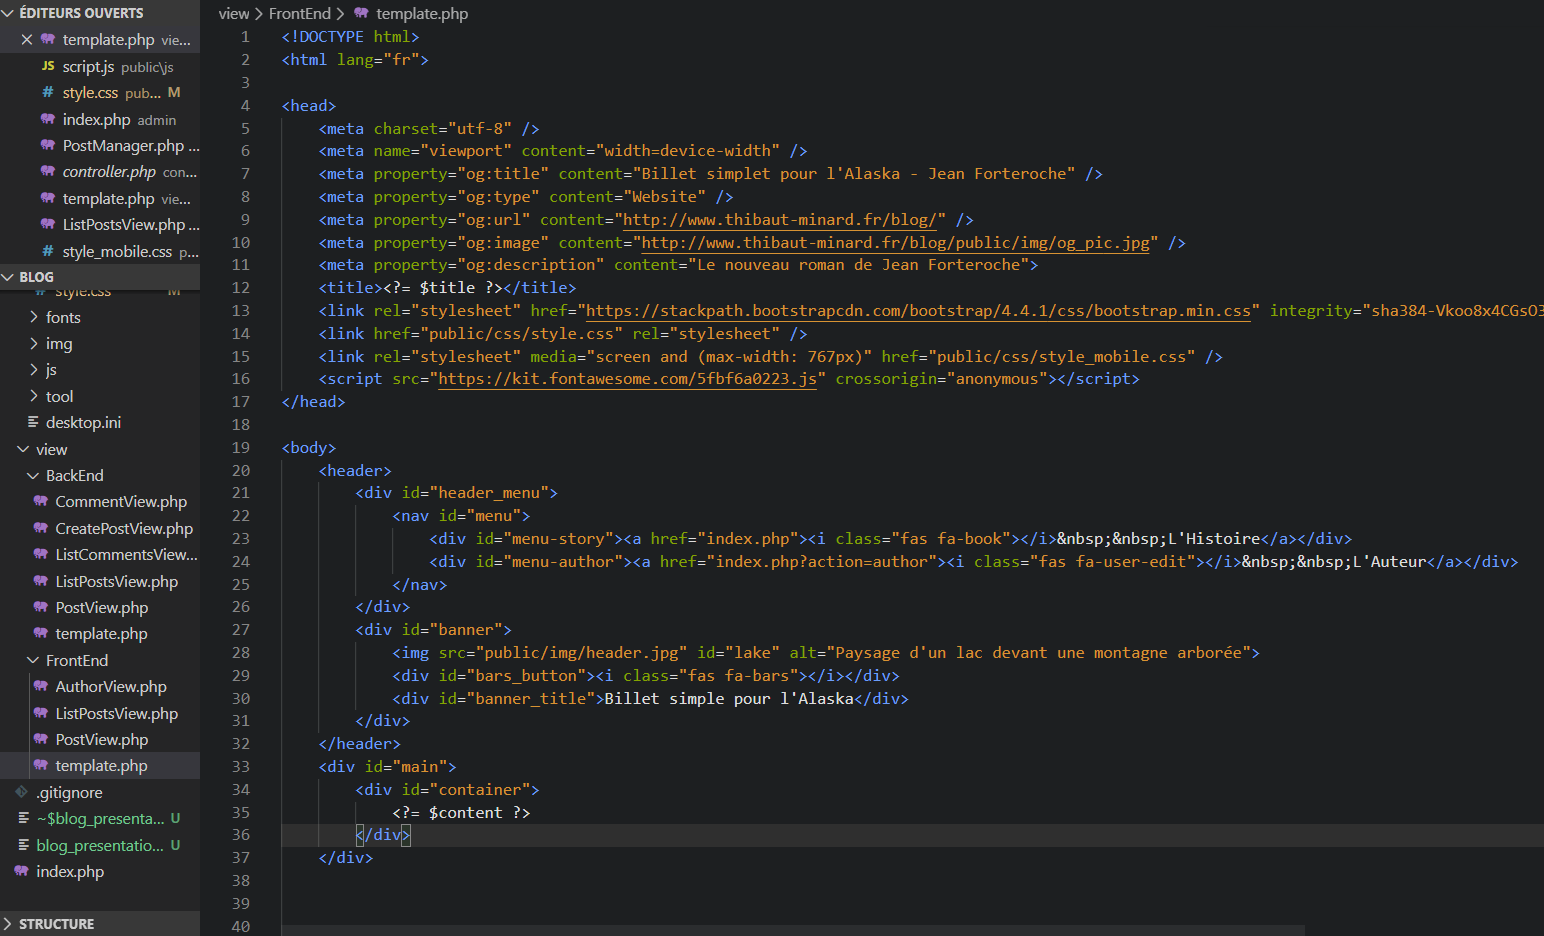 ÉDITEURS OUVERTS
template.php vie...
JS script.js public\js
# style.css pub... M
index.php admin
PostManager.php ...
controller.php con...
template.php vie...
ListPostsView.php ...
# style_mobile.css p...
BLOG
# style.css M
fonts
img
js
tool
desktop.ini
view
BackEnd
CommentView.php
CreatePostView.php
ListCommentsView...
ListPostsView.php
PostView.php
template.php
FrontEnd
AuthorView.php
ListPostsView.php
PostView.php
template.php
.gitignore
~$blog_presenta... U
blog_presentatio... U
index.php
STRUCTURE
view > FrontEnd > template.php
1 <!DOCTYPE html>
2 <html lang="fr">
3
4 <head>
5 <meta charset="utf-8" />
6 <meta name="viewport" content="width=device-width" />
7 <meta property="og:title" content="Billet simplet pour l'Alaska - Jean Forteroche" />
8 <meta property="og:type" content="Website" />
9 <meta property="og:url" content="http://www.thibaut-minard.fr/blog/" />
10 <meta property="og:image" content="http://www.thibaut-minard.fr/blog/public/img/og_pic.jpg" />
11 <meta property="og:description" content="Le nouveau roman de Jean Forteroche">
12 <title><?= $title ?></title>
13 <link rel="stylesheet" href="https://stackpath.bootstrapcdn.com/bootstrap/4.4.1/css/bootstrap.min.css" integrity="sha384-Vkoo8x4CGsO3
14 <link href="public/css/style.css" rel="stylesheet" />
15 <link rel="stylesheet" media="screen and (max-width: 767px)" href="public/css/style_mobile.css" />
16 <script src="https://kit.fontawesome.com/5fbf6a0223.js" crossorigin="anonymous"></script>
17 </head>
18
19 <body>
20 <header>
21 <div id="header_menu">
22 <nav id="menu">
23 <div id="menu-story"><a href="index.php"><i class="fas fa-book"></i>&nbsp;&nbsp;L'Histoire</a></div>
24 <div id="menu-author"><a href="index.php?action=author"><i class="fas fa-user-edit"></i>&nbsp;&nbsp;L'Auteur</a></div>
25 </nav>
26 </div>
27 <div id="banner">
28 <img src="public/img/header.jpg" id="lake" alt="Paysage d'un lac devant une montagne arborée">
29 <div id="bars_button"><i class="fas fa-bars"></i></div>
30 <div id="banner_title">Billet simple pour l'Alaska</div>
31 </div>
32 </header>
33 <div id="main">
34 <div id="container">
35 <?= $content ?>
36 </div>
37 </div>
38
39
40